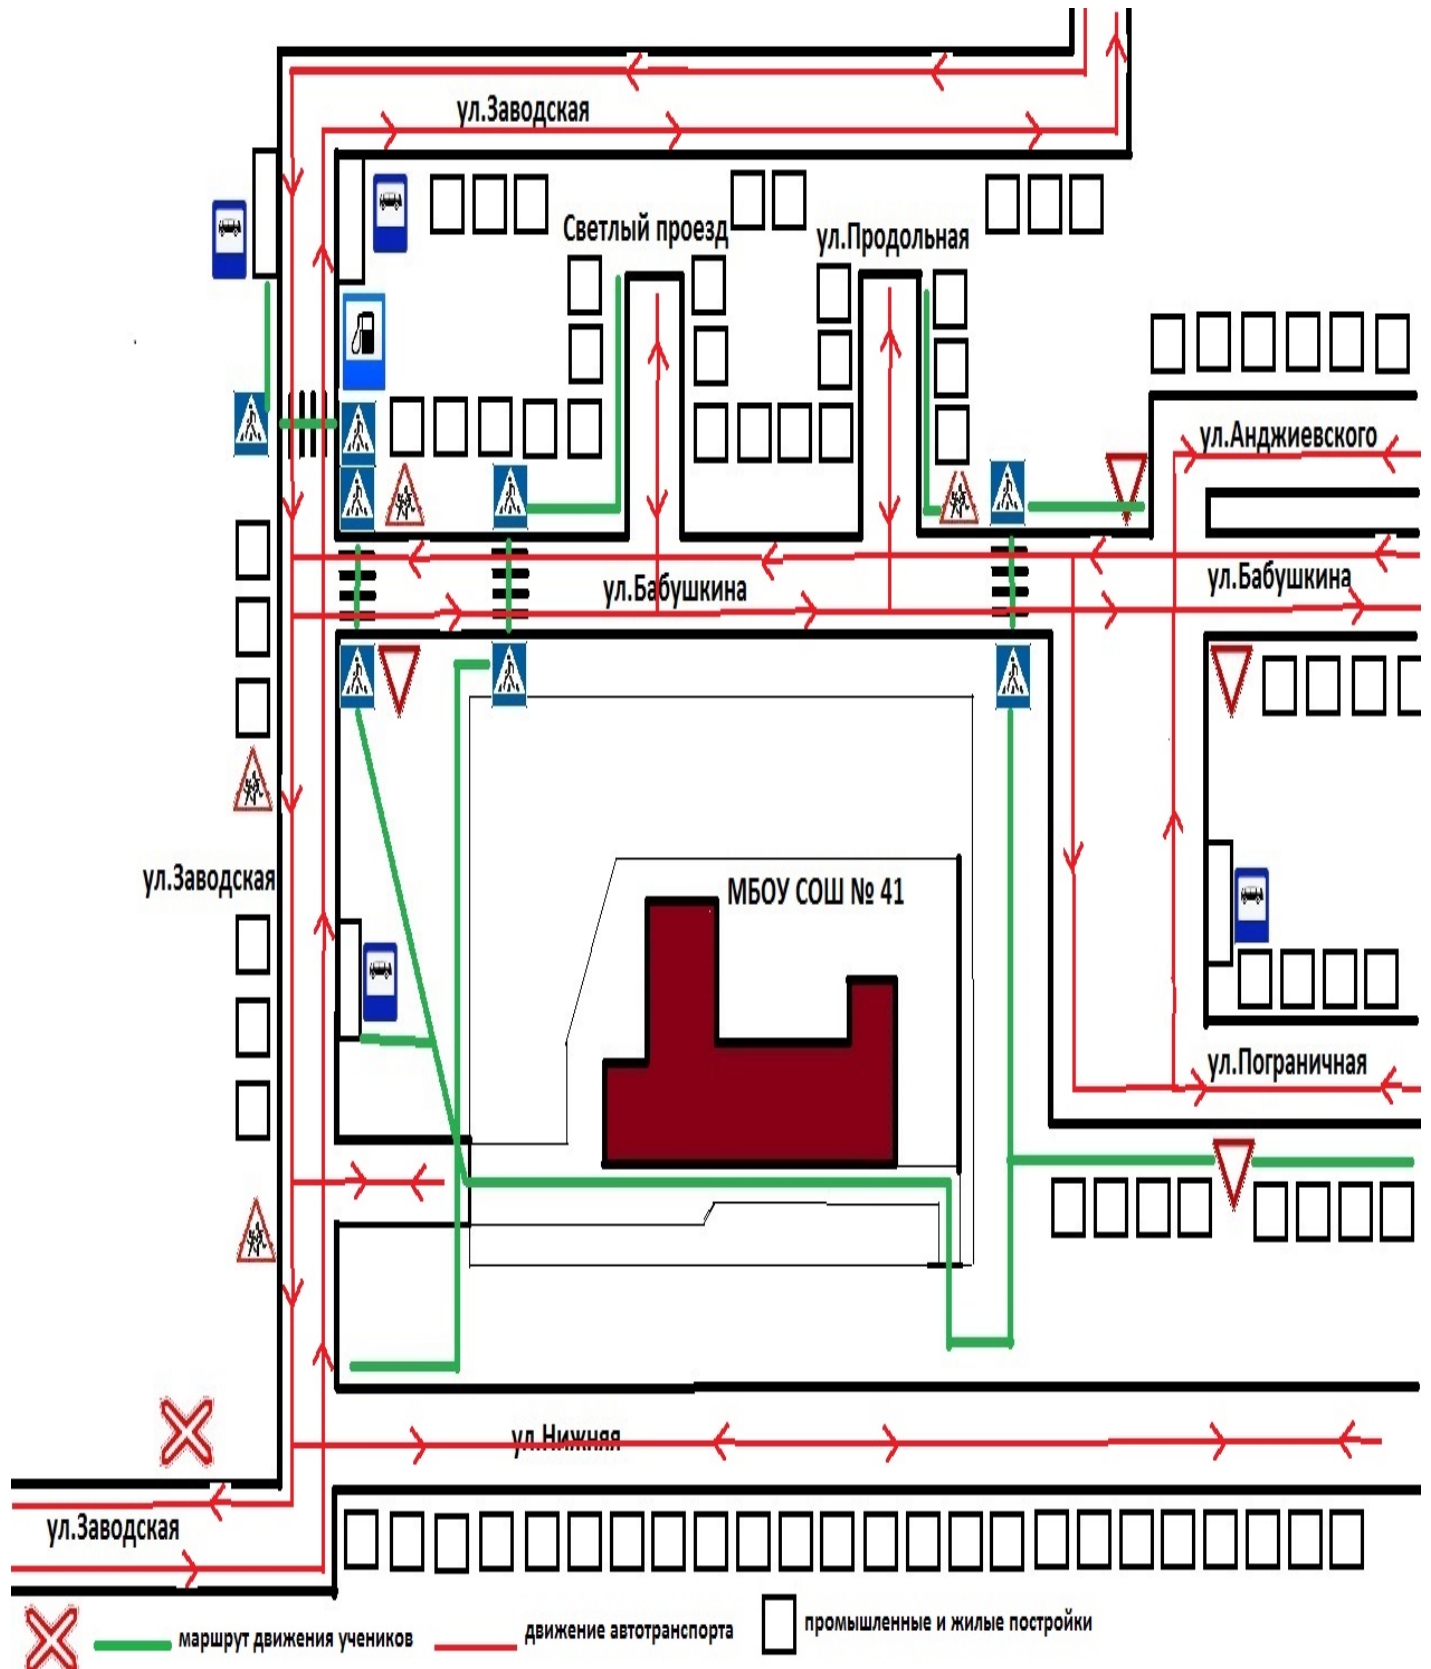 ул.Заводская
Светлый проезд
ул.Продольная
ул.Анджиевского
ул.Бабушкина
ул.Бабушкина
ул.Заводская
МБОУ СОШ № 41
ул.Пограничная
ул.Нижняя
ул.Заводская
маршрут движения учеников
движение автотранспорта
промышленные и жилые постройки